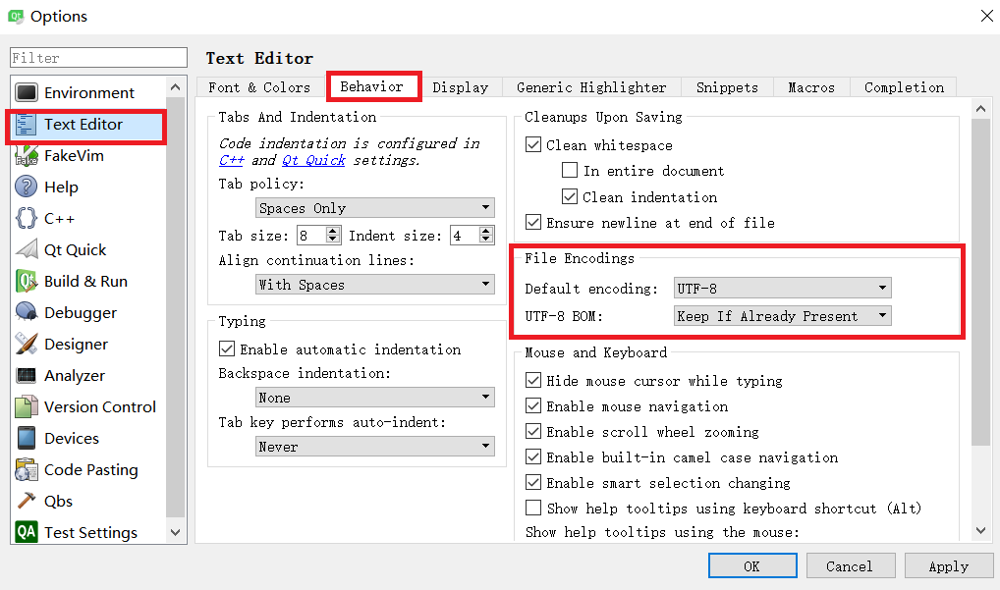 Options
Filter
Environment
Text Editor
FakeVim
Help
C++
Qt Quick
Build & Run
Debugger
Designer
Analyzer
Version Control
Devices
Code Pasting
Qbs
Test Settings
Text Editor
Font & Colors
Behavior
Display
Generic Highlighter
Snippets
Macros
Completion
Tabs And Indentation
Code indentation is configured in
C++ and Qt Quick settings.
Tab policy:
Spaces Only
Tab size: 8 Indent size: 4
Align continuation lines:
With Spaces
Typing
Enable automatic indentation
Backspace indentation:
None
Tab key performs auto-indent:
Never
Cleanups Upon Saving
Clean whitespace
In entire document
Clean indentation
Ensure newline at end of file
File Encodings
Default encoding: UTF-8
UTF-8 BOM: Keep If Already Present
Mouse and Keyboard
Hide mouse cursor while typing
Enable mouse navigation
Enable scroll wheel zooming
Enable built-in camel case navigation
Enable smart selection changing
Show help tooltips using keyboard shortcut (Alt)
Show help tooltips using the mouse:
OK
Cancel
Apply